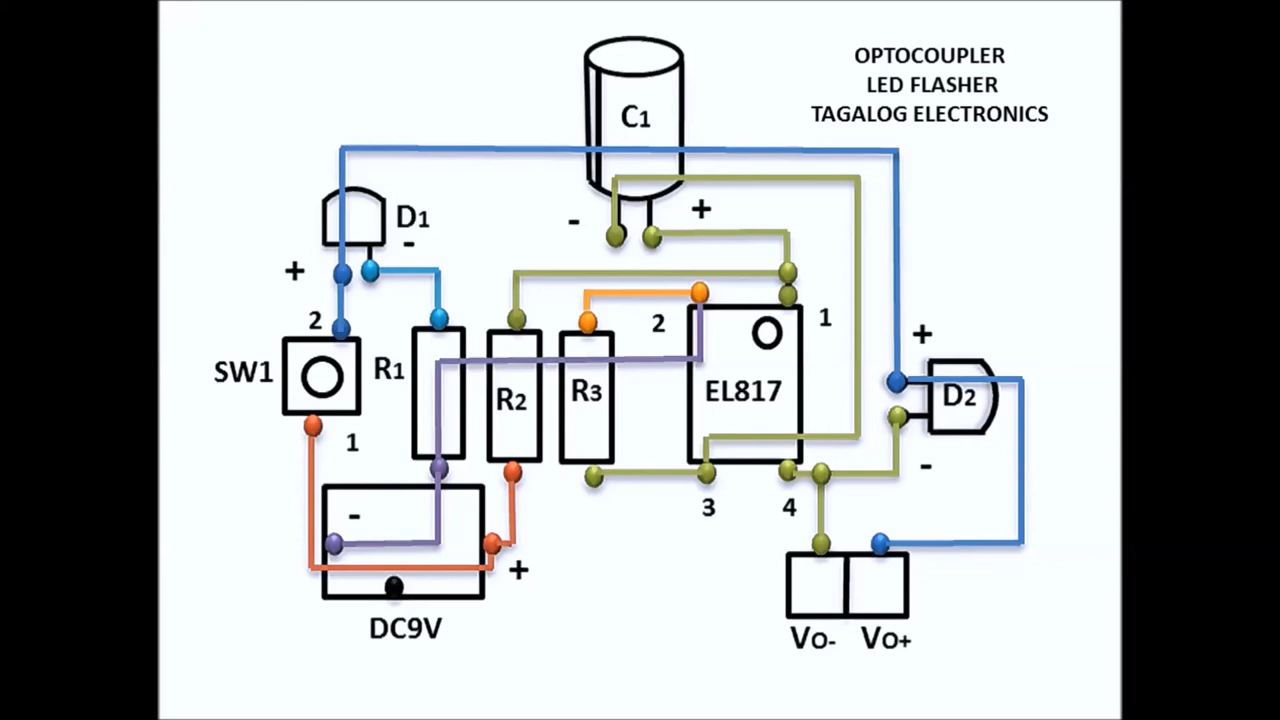 OPTOCOUPLER
LED FLASHER
TAGALOG ELECTRONICS
C1
- +
D1
-
+
2
SW1
1
R1
R2
R3
2
1
EL817
3
4
+
D2
-
-
+
DC9V
VO- VO+